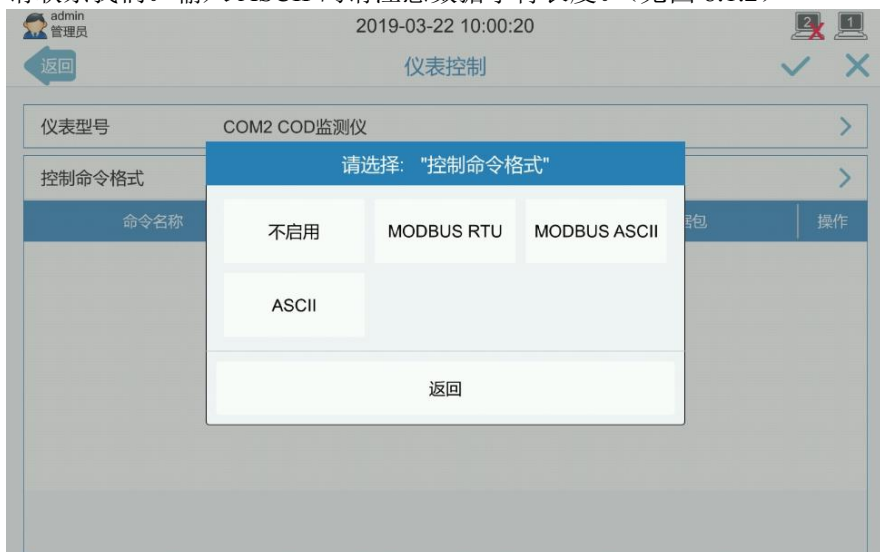 admin
管理员
2019-03-22 10:00:20
2
1
返回
仪表控制
仪表型号
COM2 COD监测仪
请选择: "控制命令格式"
控制命令格式
命令名称
据包
操作
不启用
MODBUS RTU
MODBUS ASCII
ASCII
返回